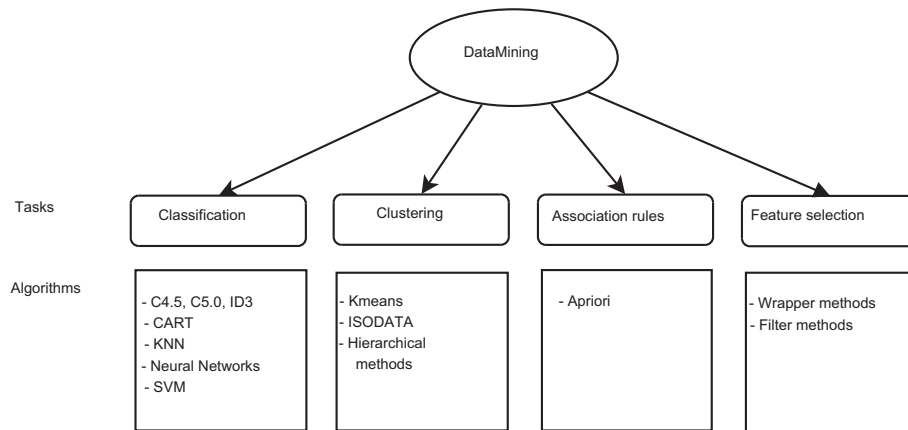 DataMining
Tasks
Classification
Clustering
Association rules
Feature selection
Algorithms
- C4.5, C5.0, ID3
- CART
- KNN
- Neural Networks
- SVM
- Kmeans
- ISODATA
- Hierarchical
methods
- Apriori
- Wrapper methods
- Filter methods